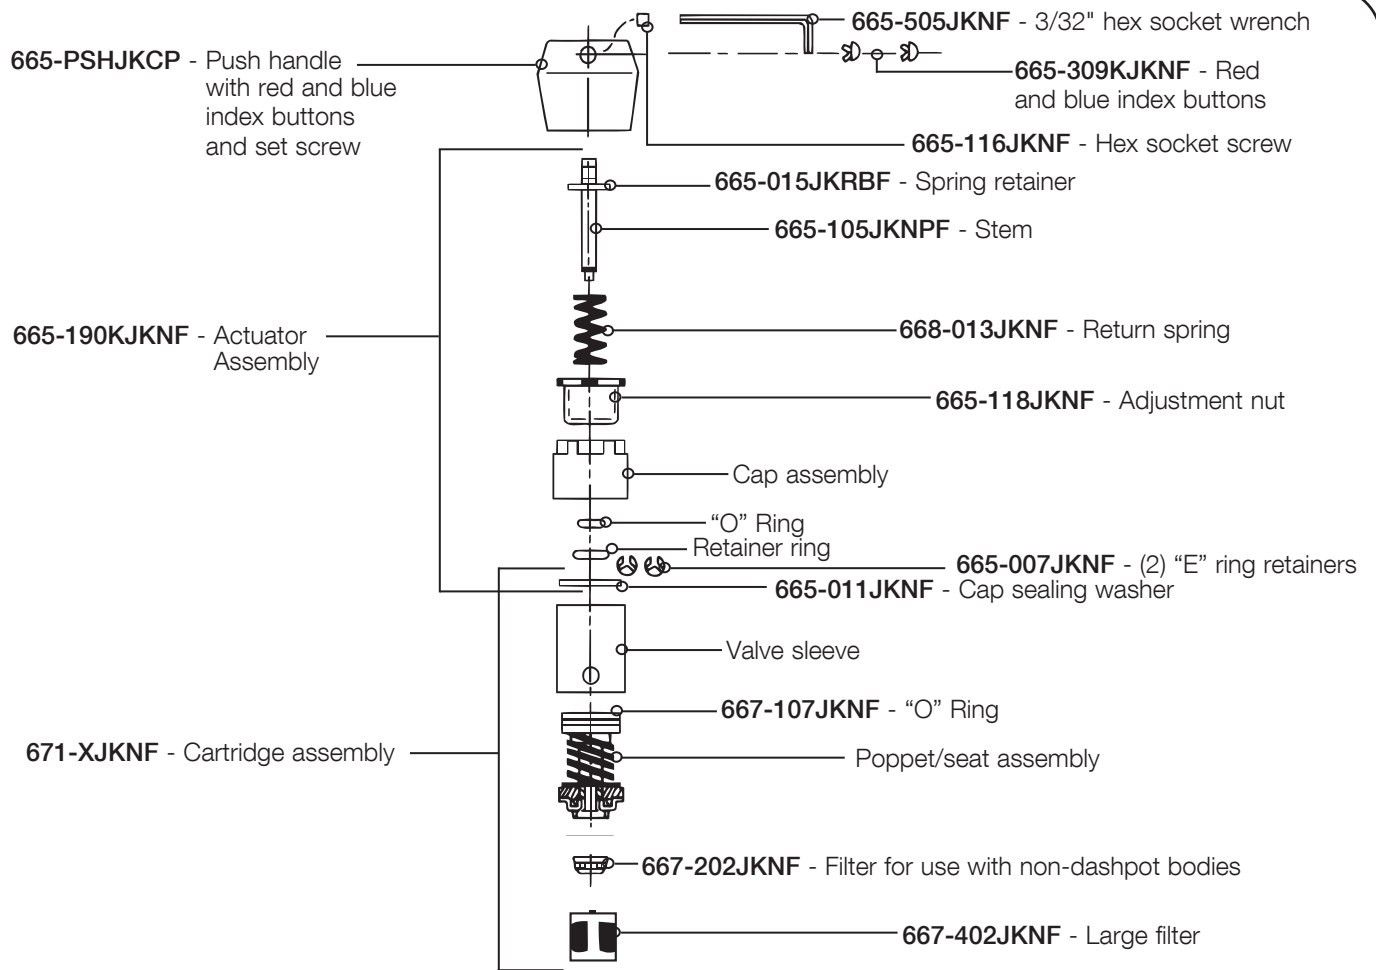 665-505JKNF - 3/32" hex socket wrench
665-PSHJKCP - Push handle
with red and blue
index buttons
and set screw
665-309KJKNF - Red
and blue index buttons
665-116JKNF - Hex socket screw
665-015JKRBF - Spring retainer
665-105JKNPF - Stem
665-190KJKNF - Actuator
Assembly
668-013JKNF - Return spring
665-118JKNF - Adjustment nut
Cap assembly
“O” Ring
Retainer ring
665-007JKNF - (2) “E” ring retainers
665-011JKNF - Cap sealing washer
Valve sleeve
667-107JKNF - “O” Ring
671-XJKNF - Cartridge assembly
Poppet/seat assembly
667-202JKNF - Filter for use with non-dashpot bodies
667-402JKNF - Large filter